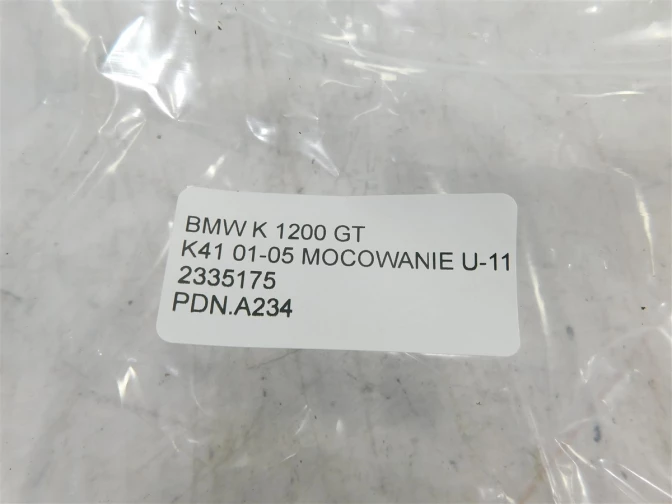 BMW K 1200 GT
K41 01-05 MOCOWANIE U-11
2335175
PDN.A234